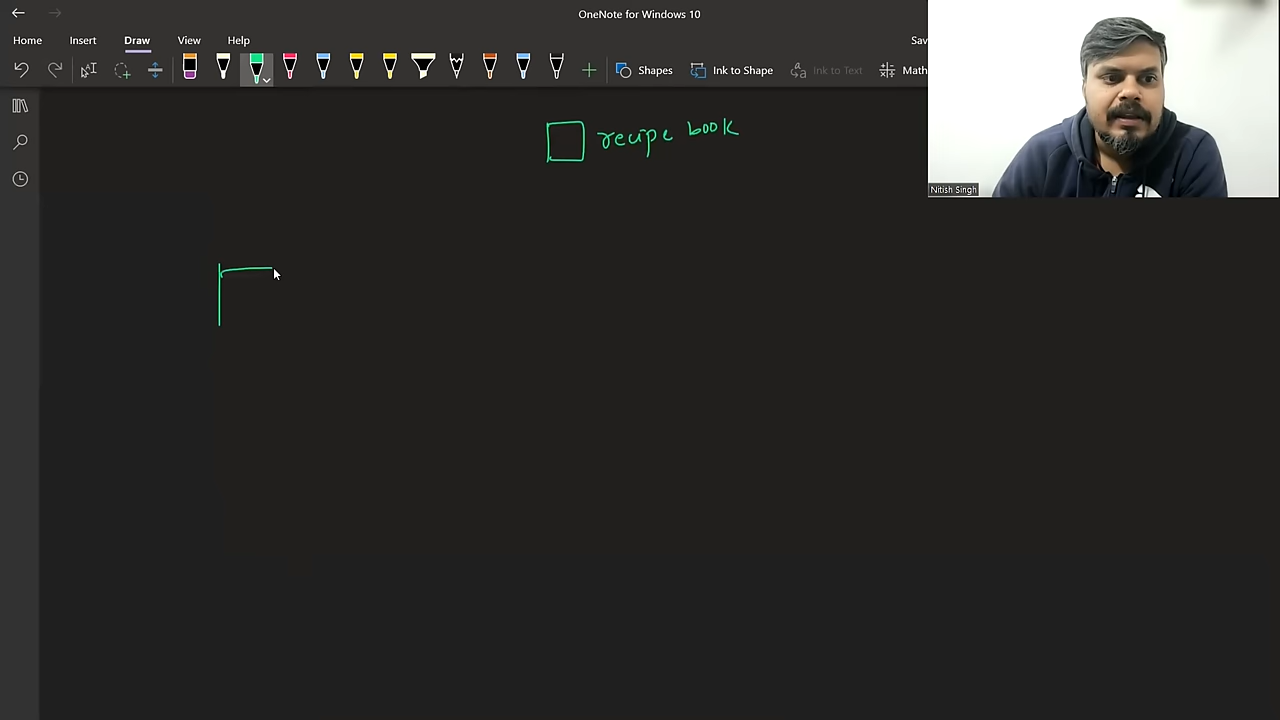 OneNote for Windows 10
Home Insert Draw View Help Sav
Shapes Ink to Shape Ink to Text Math
recipe book
Nitish Singh